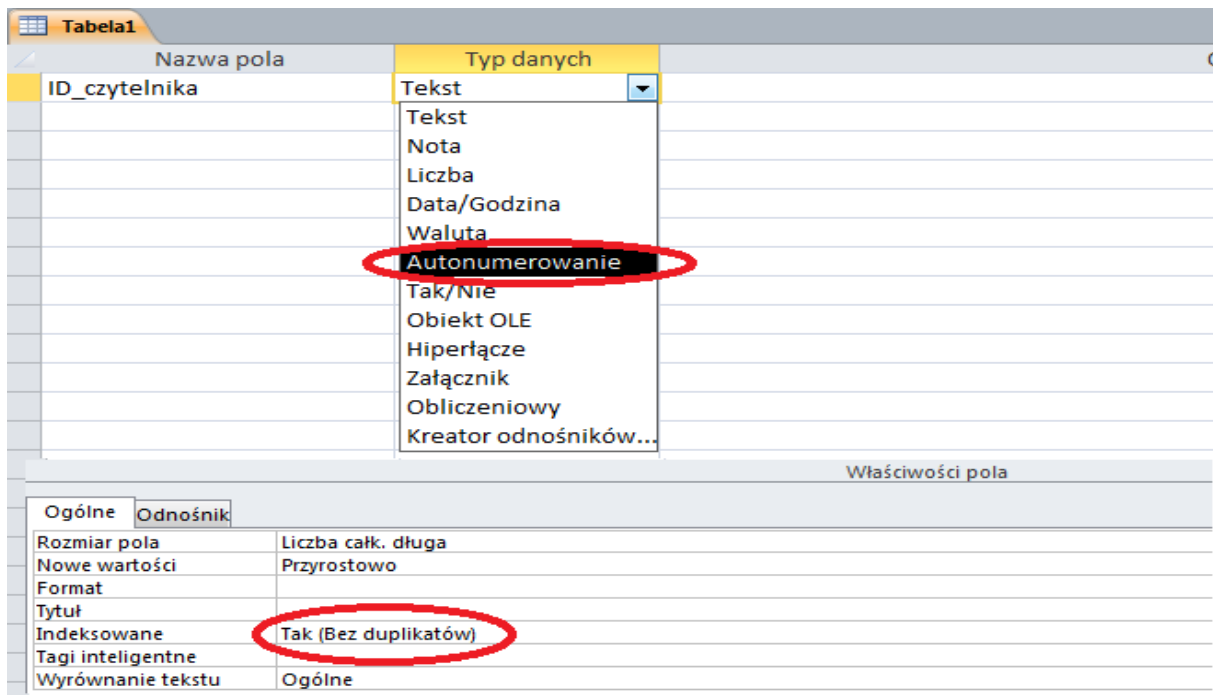 Tabela1
Nazwa pola Typ danych
ID_czytelnika Tekst
Tekst
Nota
Liczba
Data/Godzina
Waluta
Autonumerowanie
Tak/Nie
Obiekt OLE
Hiperłącze
Załącznik
Obliczeniowy
Kreator odnośników...
Właściwości pola
Ogólne Odnośnik
Rozmiar pola Liczba całk. długa
Nowe wartości Przyrostowo
Format
Tytuł
Indeksowane Tak (Bez duplikatów)
Tagi inteligentne
Wyrównanie tekstu Ogólne